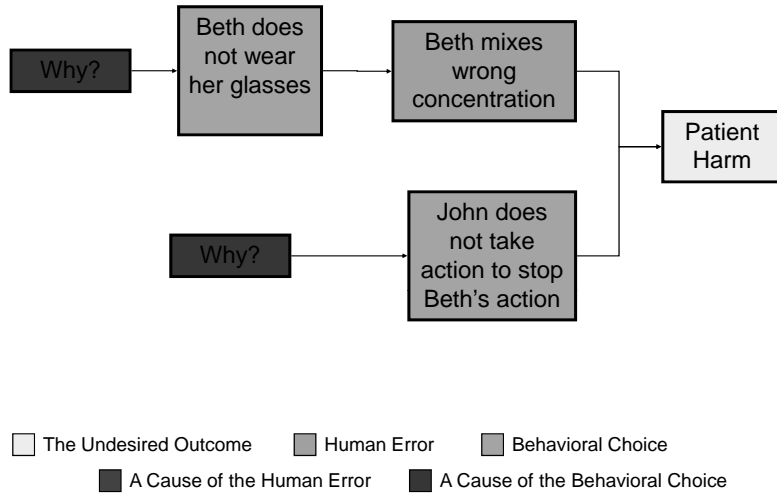 Beth does
not wear
her glasses
Why?
Beth mixes
wrong
concentration
Patient
Harm
John does
not take
action to stop
Beth's action
Why?
The Undesired Outcome
Human Error
Behavioral Choice
A Cause of the Human Error
A Cause of the Behavioral Choice